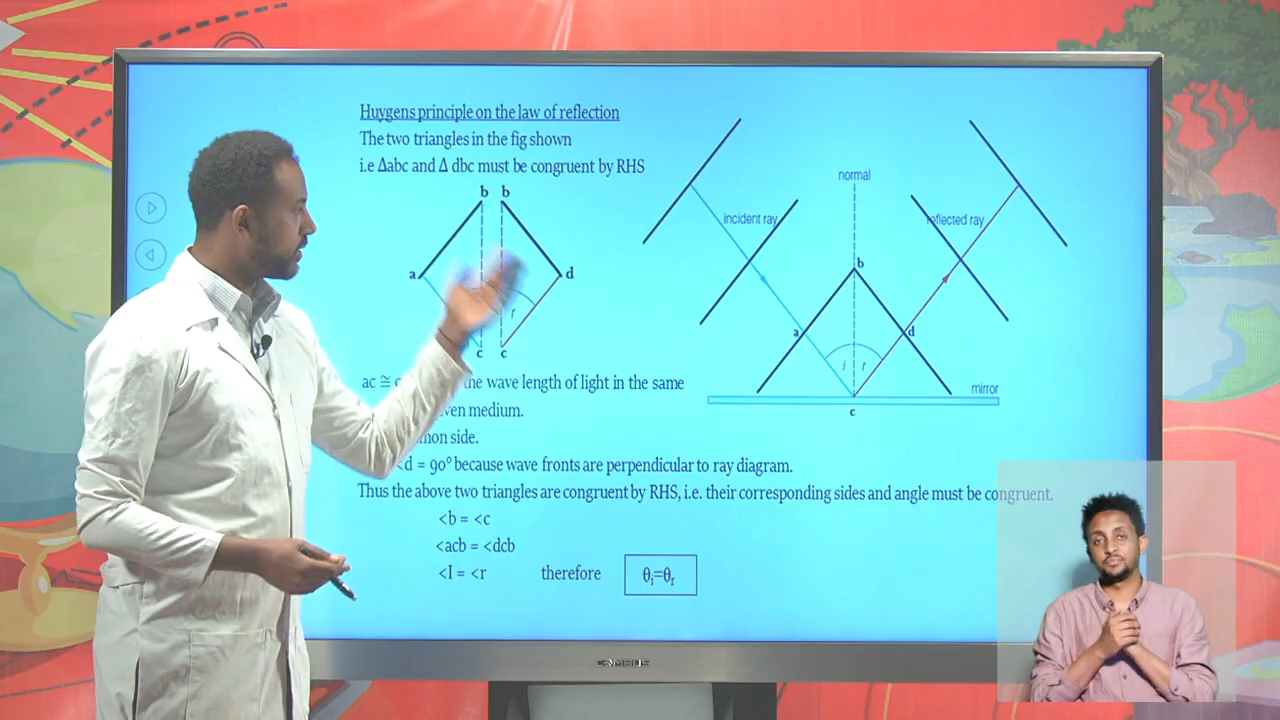 Huygens principle on the law of reflection
The two triangles in the fig shown
i.e Δabc and Δ dbc must be congruent by RHS
b b
a d
r
c c
ac ≅ the wave length of light in the same
medium.
side.
<d = 90° because wave fronts are perpendicular to ray diagram.
Thus the above two triangles are congruent by RHS, i.e. their corresponding sides and angle must be congruent.
<b = <c
<acb = <dcb
<I = <r therefore θi=θr
normal
incident ray reflected ray
b
a d
i r
mirror
c
CAMBUS